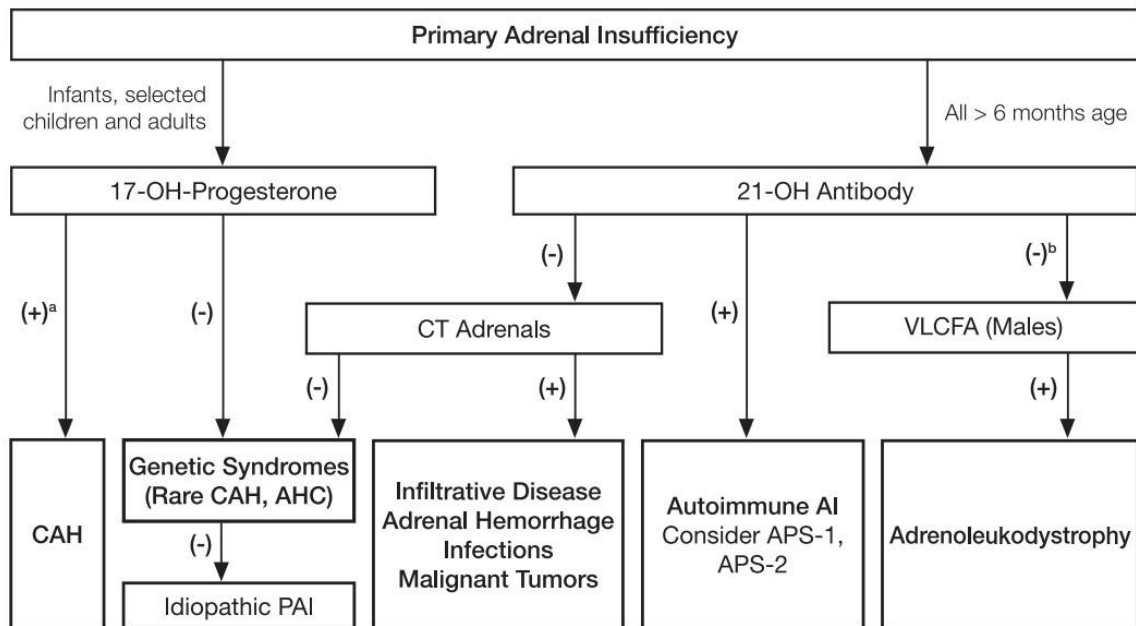 Primary Adrenal Insufficiency
Infants, selected
children and adults
All > 6 months age
17-OH-Progesterone
21-OH Antibody
(-)
(-)ᵇ
(+)ᵃ
(-)
CT Adrenals
(+)
VLCFA (Males)
(-)
(+)
(+)
CAH
Genetic Syndromes
(Rare CAH, AHC)
(-)
Idiopathic PAI
Infiltrative Disease
Adrenal Hemorrhage
Infections
Malignant Tumors
Autoimmune AI
Consider APS-1,
APS-2
Adrenoleukodystrophy